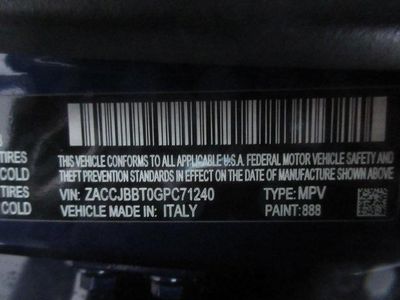 TIRES
COLD
TIRES
COLD
THIS VEHICLE CONFORMS TO ALL APPLICABLE U.S.A. FEDERAL MOTOR VEHICLE SAFETY AND
THEFT PREVENTION STANDARDS IN EFFECT ON THE DATE OF MANUFACTURE SHOWN ABOVE.
VIN: ZACCJBBT0GPC71240 TYPE: MPV
VEHICLE MADE IN: ITALY PAINT: 888